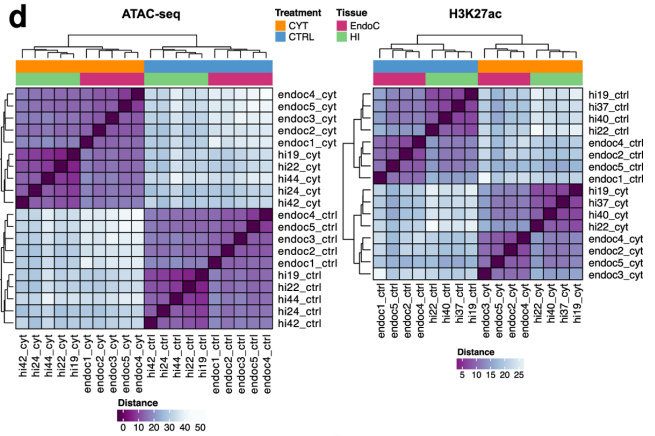 d
ATAC-seq
Treatment
CYT
CTRL
Tissue
EndoC
HI
H3K27ac
endoc4_cyt
endoc5_cyt
endoc3_cyt
endoc2_cyt
endoc1_cyt
hi19_cyt
hi22_cyt
hi44_cyt
hi24_cyt
hi42_cyt
endoc4_ctrl
endoc5_ctrl
endoc3_ctrl
endoc2_ctrl
endoc1_ctrl
hi19_ctrl
hi22_ctrl
hi44_ctrl
hi24_ctrl
hi42_ctrl
hi42_cyt
hi24_cyt
hi44_cyt
hi22_cyt
hi19_cyt
endoc1_cyt
endoc2_cyt
endoc3_cyt
endoc5_cyt
endoc4_cyt
hi42_ctrl
hi24_ctrl
hi44_ctrl
hi22_ctrl
hi19_ctrl
endoc1_ctrl
endoc2_ctrl
endoc3_ctrl
endoc5_ctrl
endoc4_ctrl
Distance
0 10 20 30 40 50
hi19_ctrl
hi37_ctrl
hi40_ctrl
hi22_ctrl
endoc4_ctrl
endoc2_ctrl
endoc5_ctrl
endoc1_ctrl
hi19_cyt
hi37_cyt
hi40_cyt
hi22_cyt
endoc4_cyt
endoc2_cyt
endoc5_cyt
endoc3_cyt
endoc1_ctrl
endoc5_ctrl
endoc2_ctrl
endoc4_ctrl
hi22_ctrl
hi40_ctrl
hi37_ctrl
hi19_ctrl
endoc3_cyt
endoc5_cyt
endoc2_cyt
endoc4_cyt
hi22_cyt
hi40_cyt
hi37_cyt
hi19_cyt
Distance
5 10 15 20 25